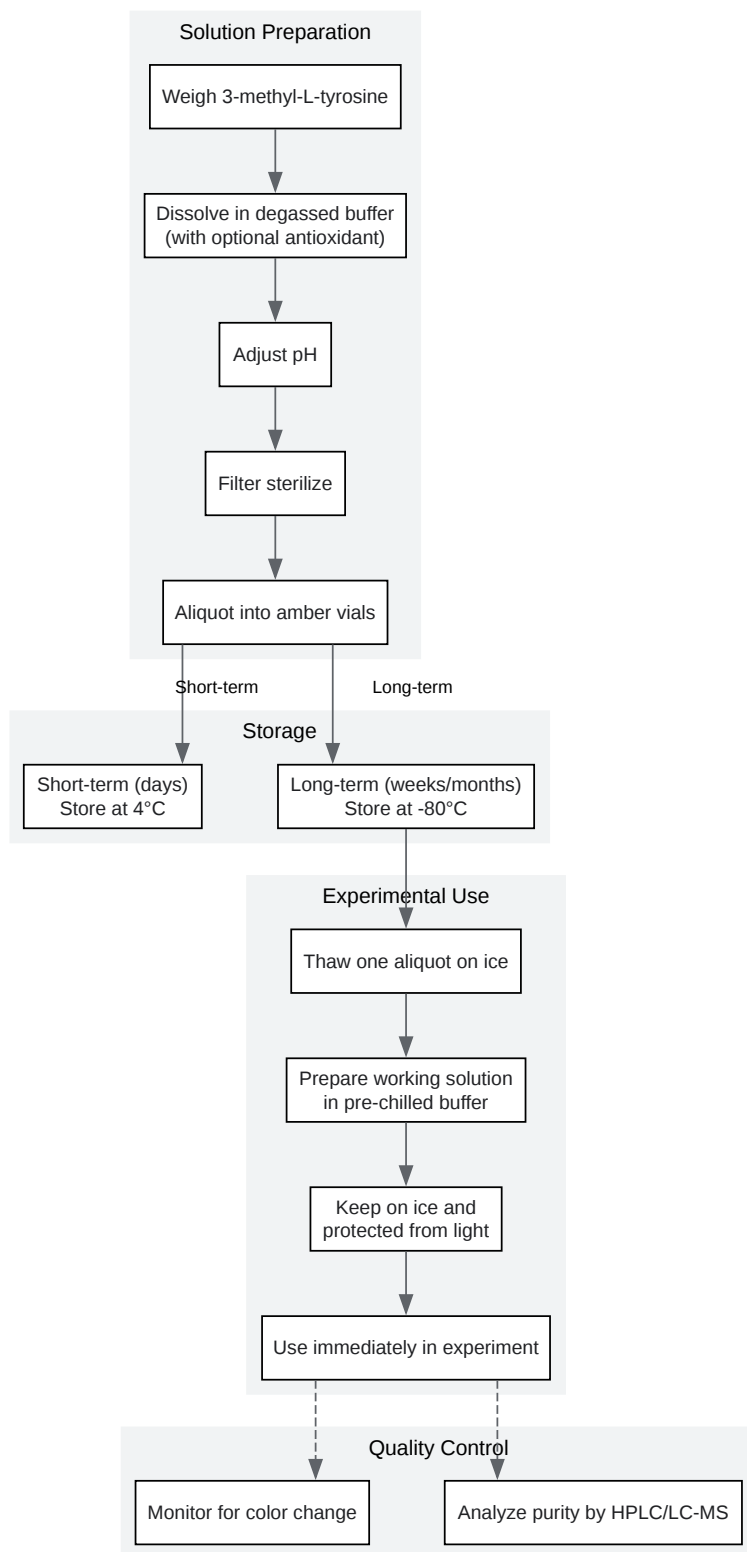 Solution Preparation
Weigh 3-methyl-L-tyrosine
Dissolve in degassed buffer
(with optional antioxidant)
Adjust pH
Filter sterilize
Aliquot into amber vials
Short-term
Long-term
Storage
Short-term (days)
Store at 4°C
Long-term (weeks/months)
Store at -80°C
Experimental Use
Thaw one aliquot on ice
Prepare working solution
in pre-chilled buffer
Keep on ice and
protected from light
Use immediately in experiment
Quality Control
Monitor for color change
Analyze purity by HPLC/LC-MS